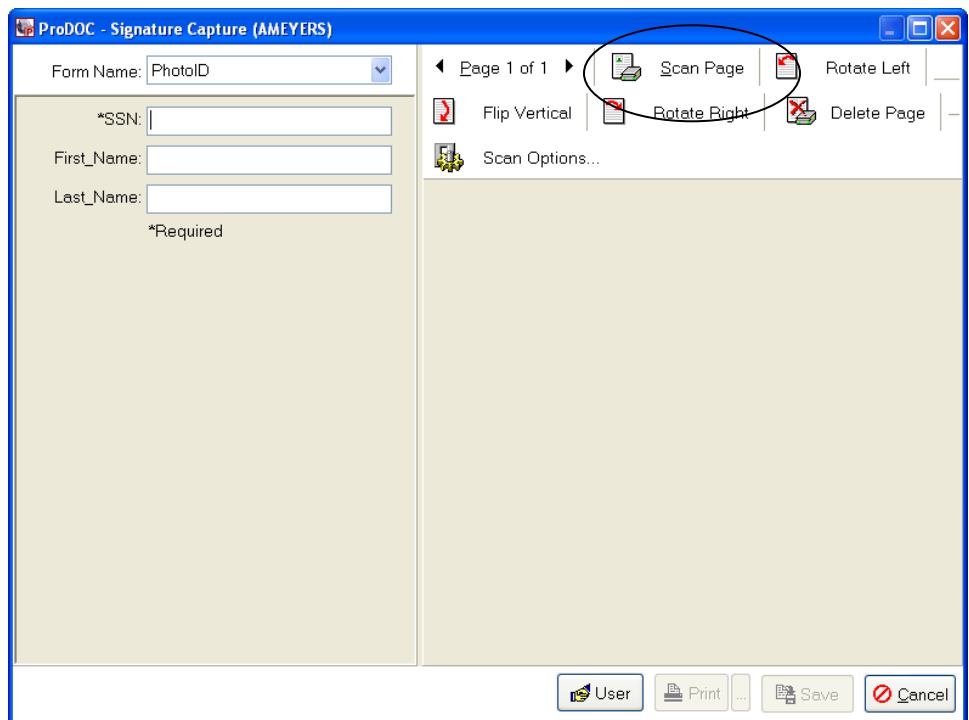 ProDOC - Signature Capture (AMEYERS)
Form Name: PhotoID
*SSN:
First_Name:
Last_Name:
*Required
Page 1 of 1 Scan Page Rotate Left
Flip Vertical Rotate Right Delete Page
Scan Options...
User Print ... Save Cancel